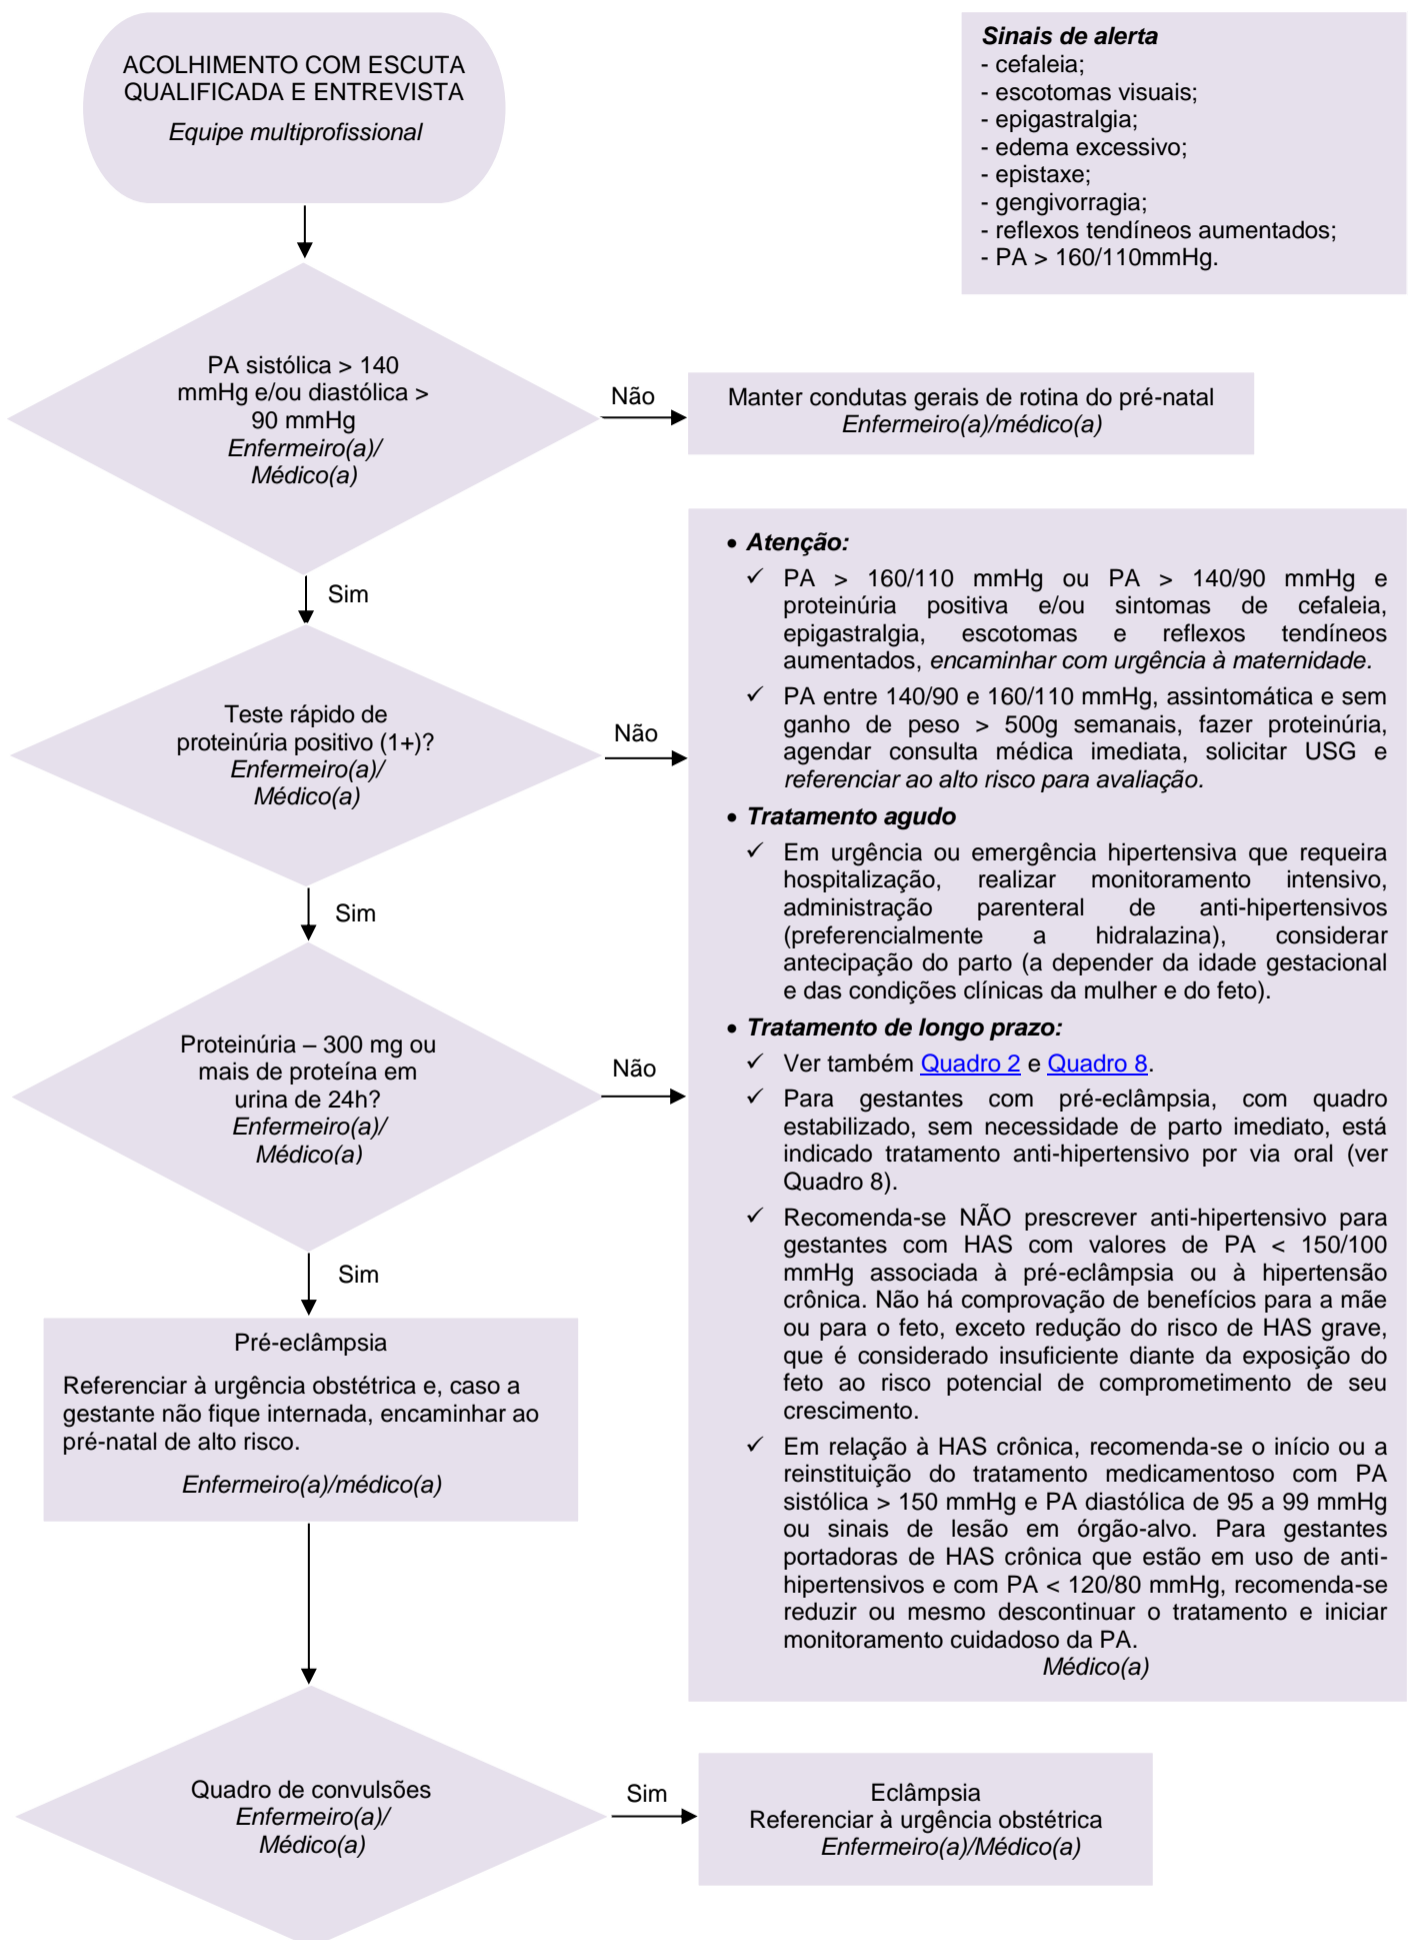 ACOLHIMENTO COM ESCUTA
QUALIFICADA E ENTREVISTA
Equipe multiprofissional
Sinais de alerta
- cefaleia;
- escotomas visuais;
- epigastralgia;
- edema excessivo;
- epistaxe;
- gengivorragia;
- reflexos tendíneos aumentados;
- PA > 160/110mmHg.
PA sistólica > 140
mmHg e/ou diastólica >
90 mmHg
Enfermeiro(a)/
Médico(a)
Não
Manter condutas gerais de rotina do pré-natal
Enfermeiro(a)/médico(a)
Sim
Teste rápido de
proteinúria positivo (1+)?
Enfermeiro(a)/
Médico(a)
Não
Sim
Proteinúria – 300 mg ou
mais de proteína em
urina de 24h?
Enfermeiro(a)/
Médico(a)
Não
Sim
• Atenção:
✓ PA > 160/110 mmHg ou PA > 140/90 mmHg e
proteinúria positiva e/ou sintomas de cefaleia,
epigastralgia, escotomas e reflexos tendíneos
aumentados, encaminhar com urgência à maternidade.
✓ PA entre 140/90 e 160/110 mmHg, assintomática e sem
ganho de peso > 500g semanais, fazer proteinúria,
agendar consulta médica imediata, solicitar USG e
referenciar ao alto risco para avaliação.
• Tratamento agudo
✓ Em urgência ou emergência hipertensiva que requeira
hospitalização, realizar monitoramento intensivo,
administração parenteral de anti-hipertensivos
(preferencialmente a hidralazina), considerar
antecipação do parto (a depender da idade gestacional
e das condições clínicas da mulher e do feto).
• Tratamento de longo prazo:
✓ Ver também Quadro 2 e Quadro 8.
✓ Para gestantes com pré-eclâmpsia, com quadro
estabilizado, sem necessidade de parto imediato, está
indicado tratamento anti-hipertensivo por via oral (ver
Quadro 8).
✓ Recomenda-se NÃO prescrever anti-hipertensivo para
gestantes com HAS com valores de PA < 150/100
mmHg associada à pré-eclâmpsia ou à hipertensão
crônica. Não há comprovação de benefícios para a mãe
ou para o feto, exceto redução do risco de HAS grave,
que é considerado insuficiente diante da exposição do
feto ao risco potencial de comprometimento de seu
crescimento.
✓ Em relação à HAS crônica, recomenda-se o início ou a
reinstituição do tratamento medicamentoso com PA
sistólica > 150 mmHg e PA diastólica de 95 a 99 mmHg
ou sinais de lesão em órgão-alvo. Para gestantes
portadoras de HAS crônica que estão em uso de anti-
hipertensivos e com PA < 120/80 mmHg, recomenda-se
reduzir ou mesmo descontinuar o tratamento e iniciar
monitoramento cuidadoso da PA.
Médico(a)
Pré-eclâmpsia
Referenciar à urgência obstétrica e, caso a
gestante não fique internada, encaminhar ao
pré-natal de alto risco.
Enfermeiro(a)/médico(a)
Quadro de convulsões
Enfermeiro(a)/
Médico(a)
Sim
Eclâmpsia
Referenciar à urgência obstétrica
Enfermeiro(a)/Médico(a)